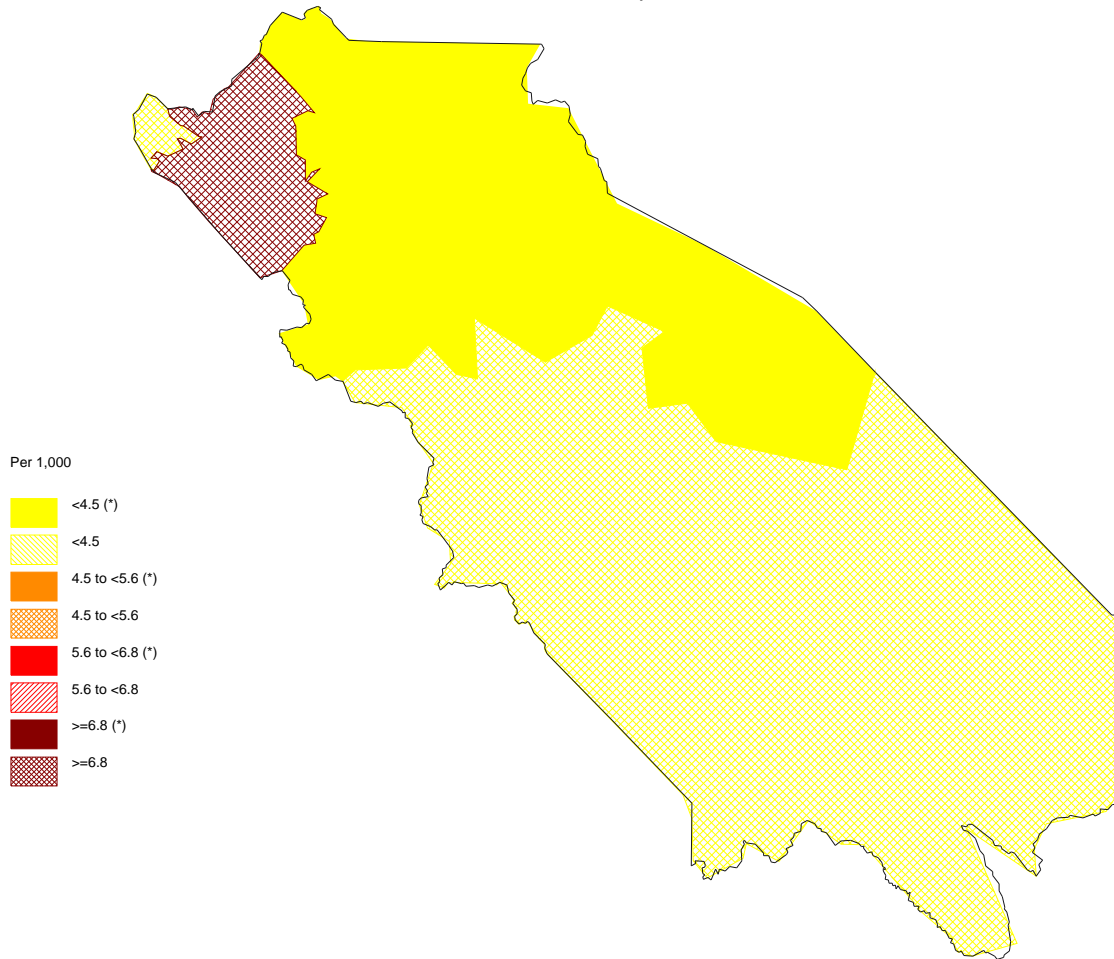 Per 1,000
<4.5 (*)
<4.5
4.5 to <5.6 (*)
4.5 to <5.6
5.6 to <6.8 (*)
5.6 to <6.8
>=6.8 (*)
>=6.8